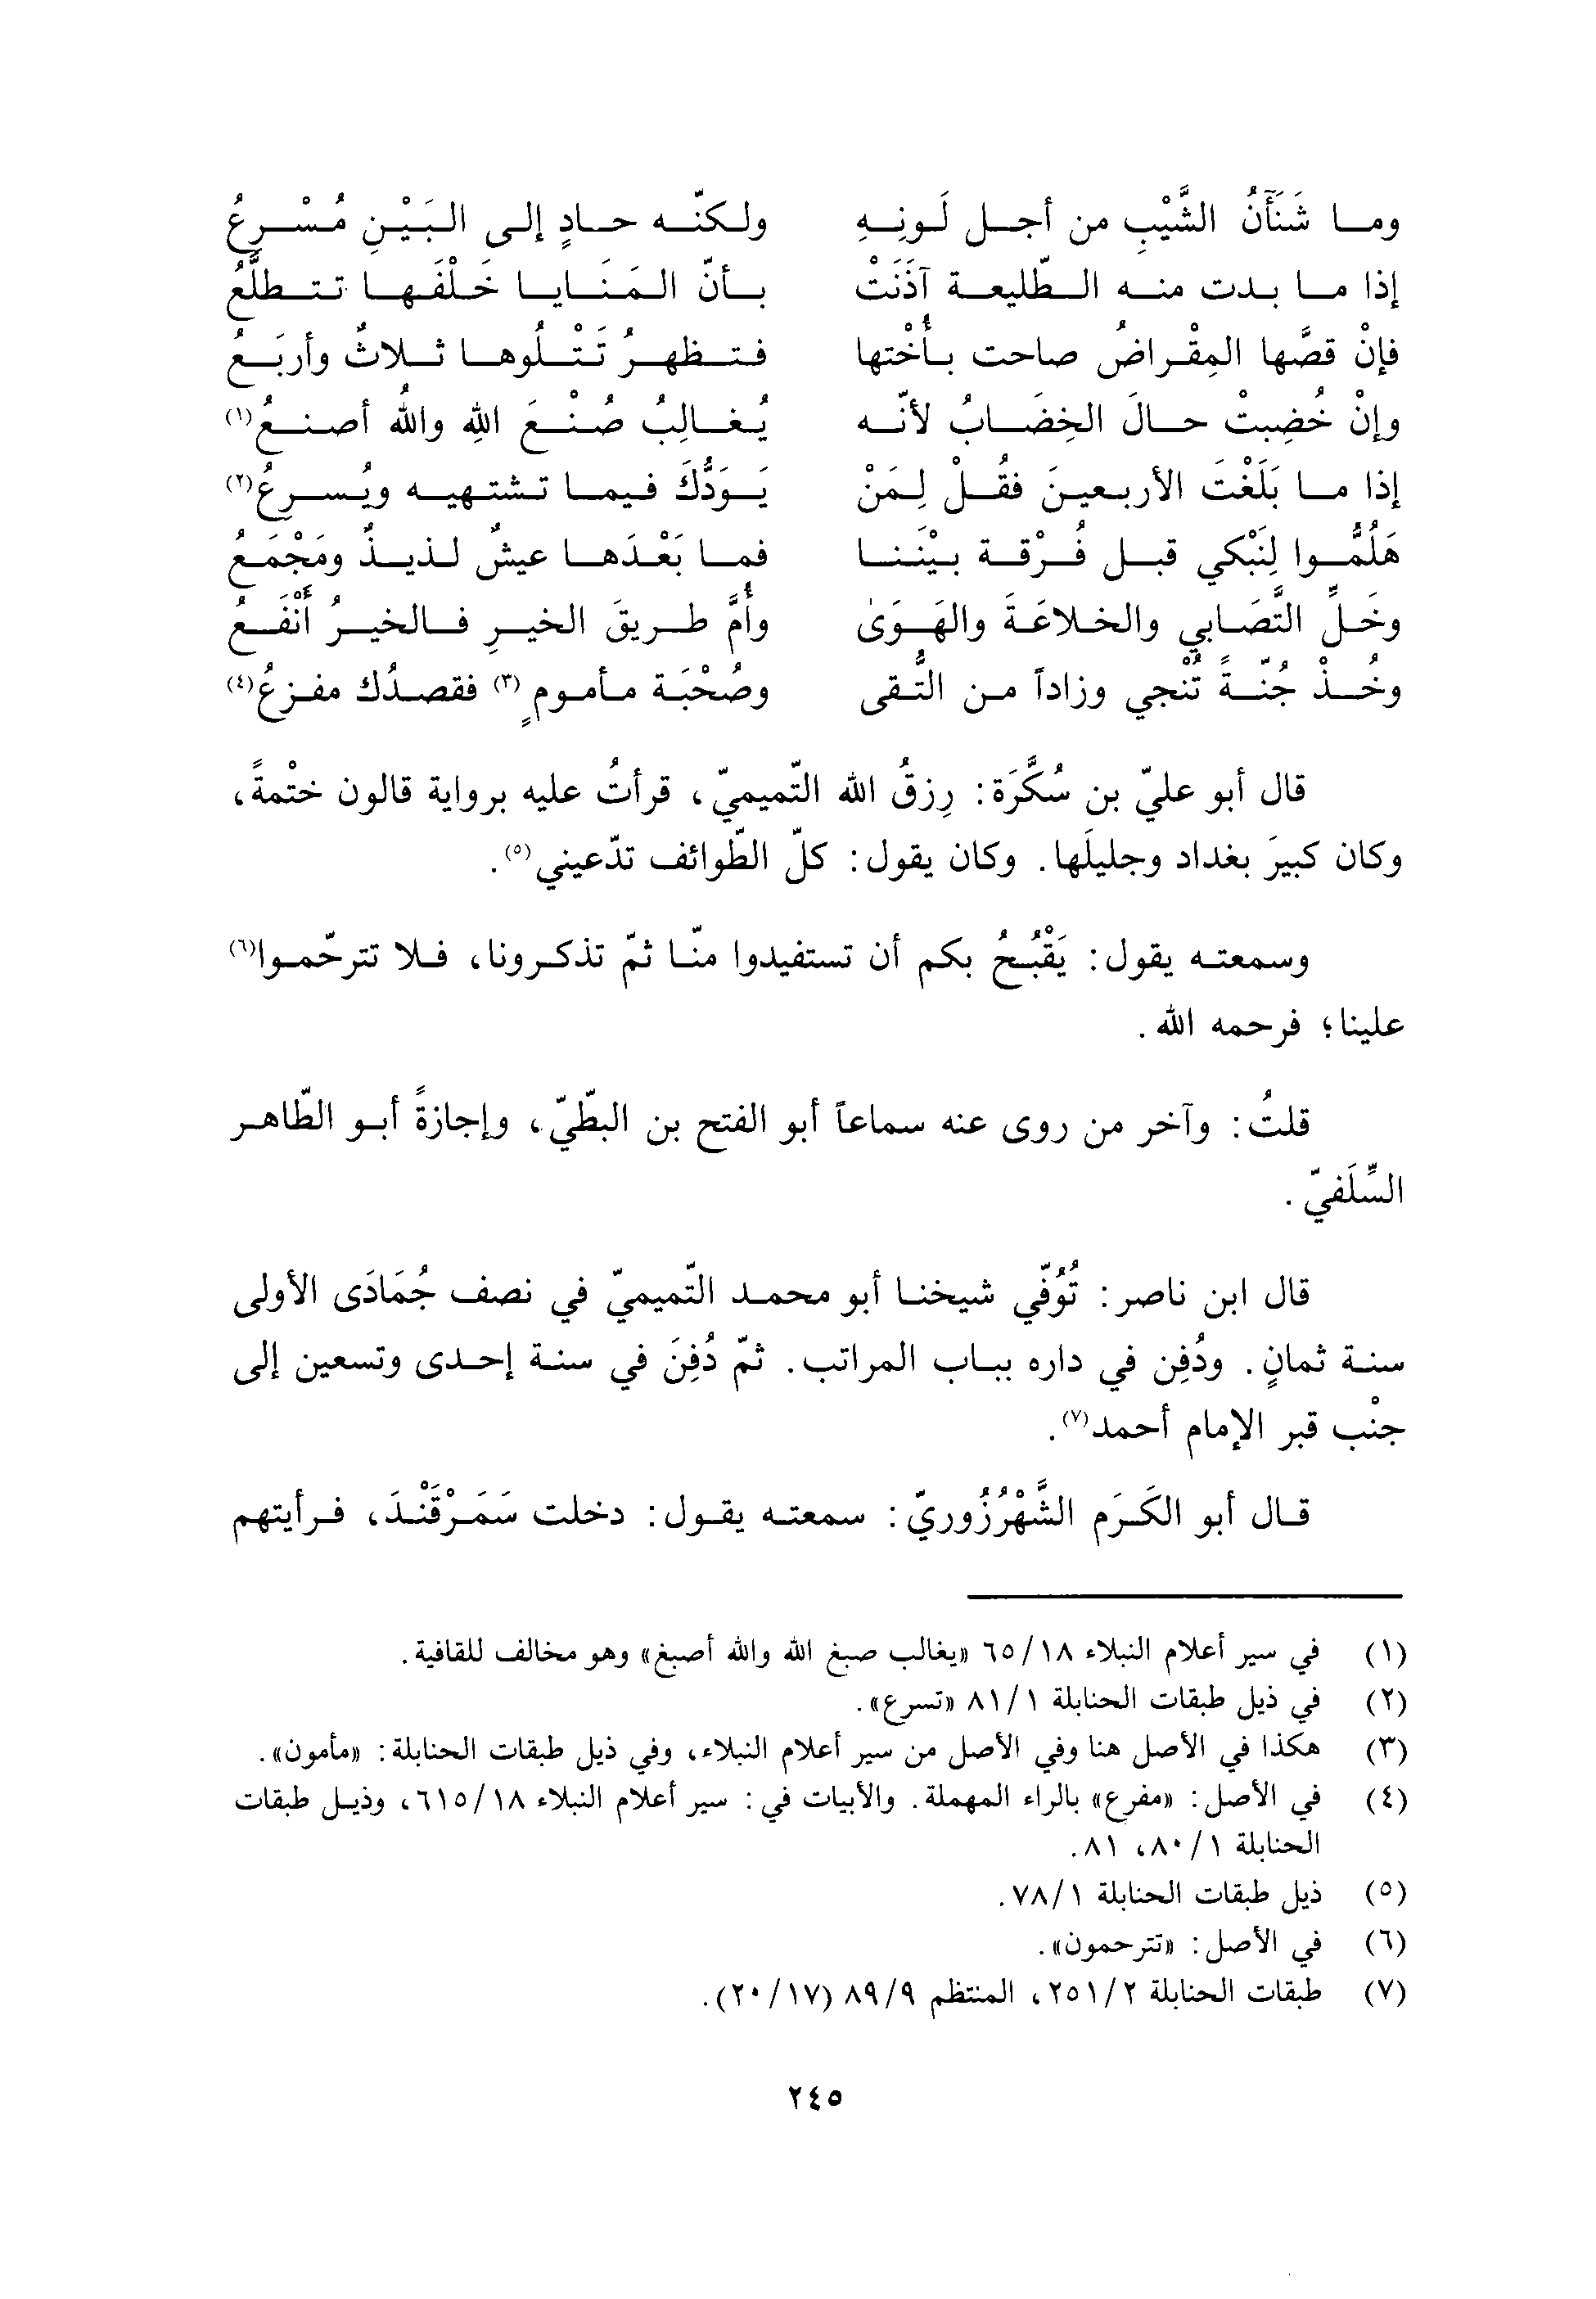 وما شَنَآنُ الشَّيْبِ من أجل لَونِهِ ولكنّه حادٍ إلى البَيْنِ مُسْرِعُ
إذا ما بدت منه الطّليعة آذَنَتْ بأنّ المَنَايا خَلْفَها تتطلَّعُ
فإنْ قصَّها المِقْراضُ صاحت بأُخْتها فتظهرُ تَتْلُوها ثلاثٌ وأربَعُ
وإنْ خُضِبتْ حالَ الخِضَابُ لأنّه يُغالِبُ صُنْعَ اللهِ واللهُ أصنعُ(١)
إذا ما بَلَغْتَ الأربعينَ فقُلْ لِمَنْ يَوَدُّكَ فيما تشتهيه ويُسرِعُ(٢)
هَلُمُّوا لِنَبْكي قبل فُرْقة بيْنَنا فما بَعْدَها عيشٌ لذيذٌ ومَجْمَعُ
وخَلِّ التَّصَابي والخلاعَةَ والهَوَىٰ وأُمَّ طريقَ الخيرِ فالخيرُ أَنْفَعُ
وخُذْ جُنّةً تُنْجي وزاداً من التُّقى وصُحْبَة مأمومٍ(٣) فقصدُك مفزعُ(٤)
قال أبو عليّ بن سُكَّرَة: رِزقُ الله التّميميّ، قرأتُ عليه برواية قالون ختْمةً،
وكان كبيرَ بغداد وجليلَها. وكان يقول: كلّ الطّوائف تدّعيني(٥).
وسمعته يقول: يَقْبُحُ بكم أن تستفيدوا منّا ثمّ تذكرونا، فلا تترحّموا(٦)
علينا؛ فرحمه الله.
قلتُ: وآخر من روى عنه سماعاً أبو الفتح بن البطّيّ، وإجازةً أبو الطّاهر
السِّلَفيّ.
قال ابن ناصر: تُوُفّي شيخنا أبو محمد التّميميّ في نصف جُمَادَى الأولى
سنة ثمانٍ. ودُفِن في داره بباب المراتب. ثمّ دُفِنَ في سنة إحدى وتسعين إلى
جنْب قبر الإمام أحمد(٧).
قال أبو الكَرَم الشَّهْرُزُوريّ: سمعته يقول: دخلت سَمَرْقَنْدَ، فرأيتهم
(١) في سير أعلام النبلاء ٦٥/١٨ «يغالب صبغ الله والله أصبغ» وهو مخالف للقافية.
(٢) في ذيل طبقات الحنابلة ٨١/١ «تسرع».
(٣) هكذا في الأصل هنا وفي الأصل من سير أعلام النبلاء، وفي ذيل طبقات الحنابلة: «مأمون».
(٤) في الأصل: «مفرع» بالراء المهملة. والأبيات في: سير أعلام النبلاء ٦١٥/١٨، وذيل طبقات
الحنابلة ٨٠/١، ٨١.
(٥) ذيل طبقات الحنابلة ٧٨/١.
(٦) في الأصل: «تترحمون».
(٧) طبقات الحنابلة ٢٥١/٢، المنتظم ٨٩/٩ (٢٠/١٧).
٢٤٥